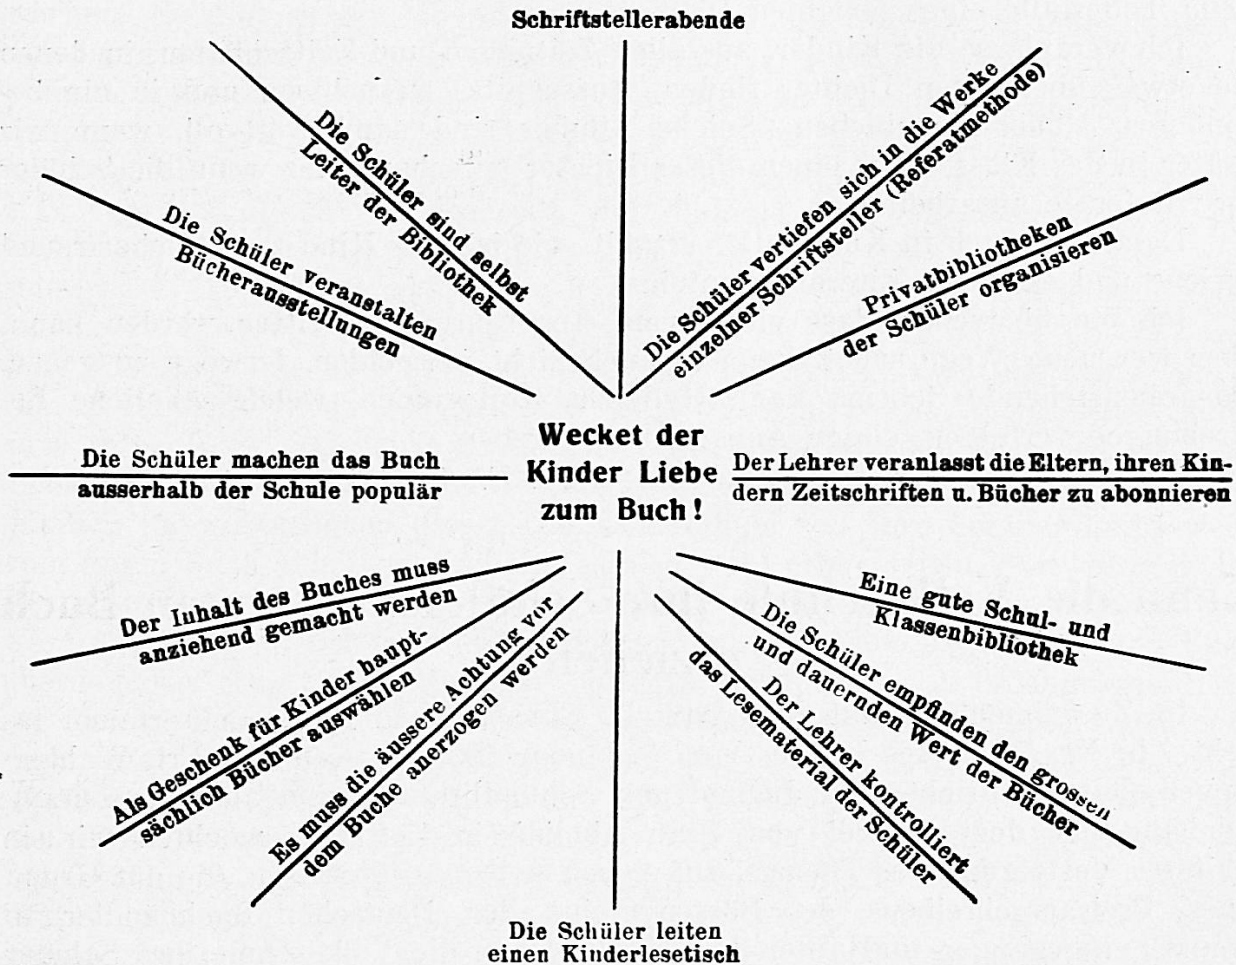 Schriftstellerabende
Die Schüler sind selbst
Leiter der Bibliothek
Die Schüler vertiefen sich in die Werke
einzelner Schriftsteller (Referatmethode)
Die Schüler veranstalten
Bücherausstellungen
Privatbibliotheken
der Schüler organisieren
Wecket der
Kinder Liebe
zum Buch!
Die Schüler machen das Buch
ausserhalb der Schule populär
Der Lehrer veranlasst die Eltern, ihren Kin-
dern Zeitschriften u. Bücher zu abonnieren
Der Inhalt des Buches muss
anziehend gemacht werden
Eine gute Schul- und
Klassenbibliothek
Als Geschenk für Kinder haupt-
sächlich Bücher auswählen
Die Schüler empfinden den grossen
und dauernden Wert der Bücher
Es muss die äussere Achtung vor
dem Buche anerzogen werden
Der Lehrer kontrolliert
das Lesematerial der Schüler
Die Schüler leiten
einen Kinderlesetisch